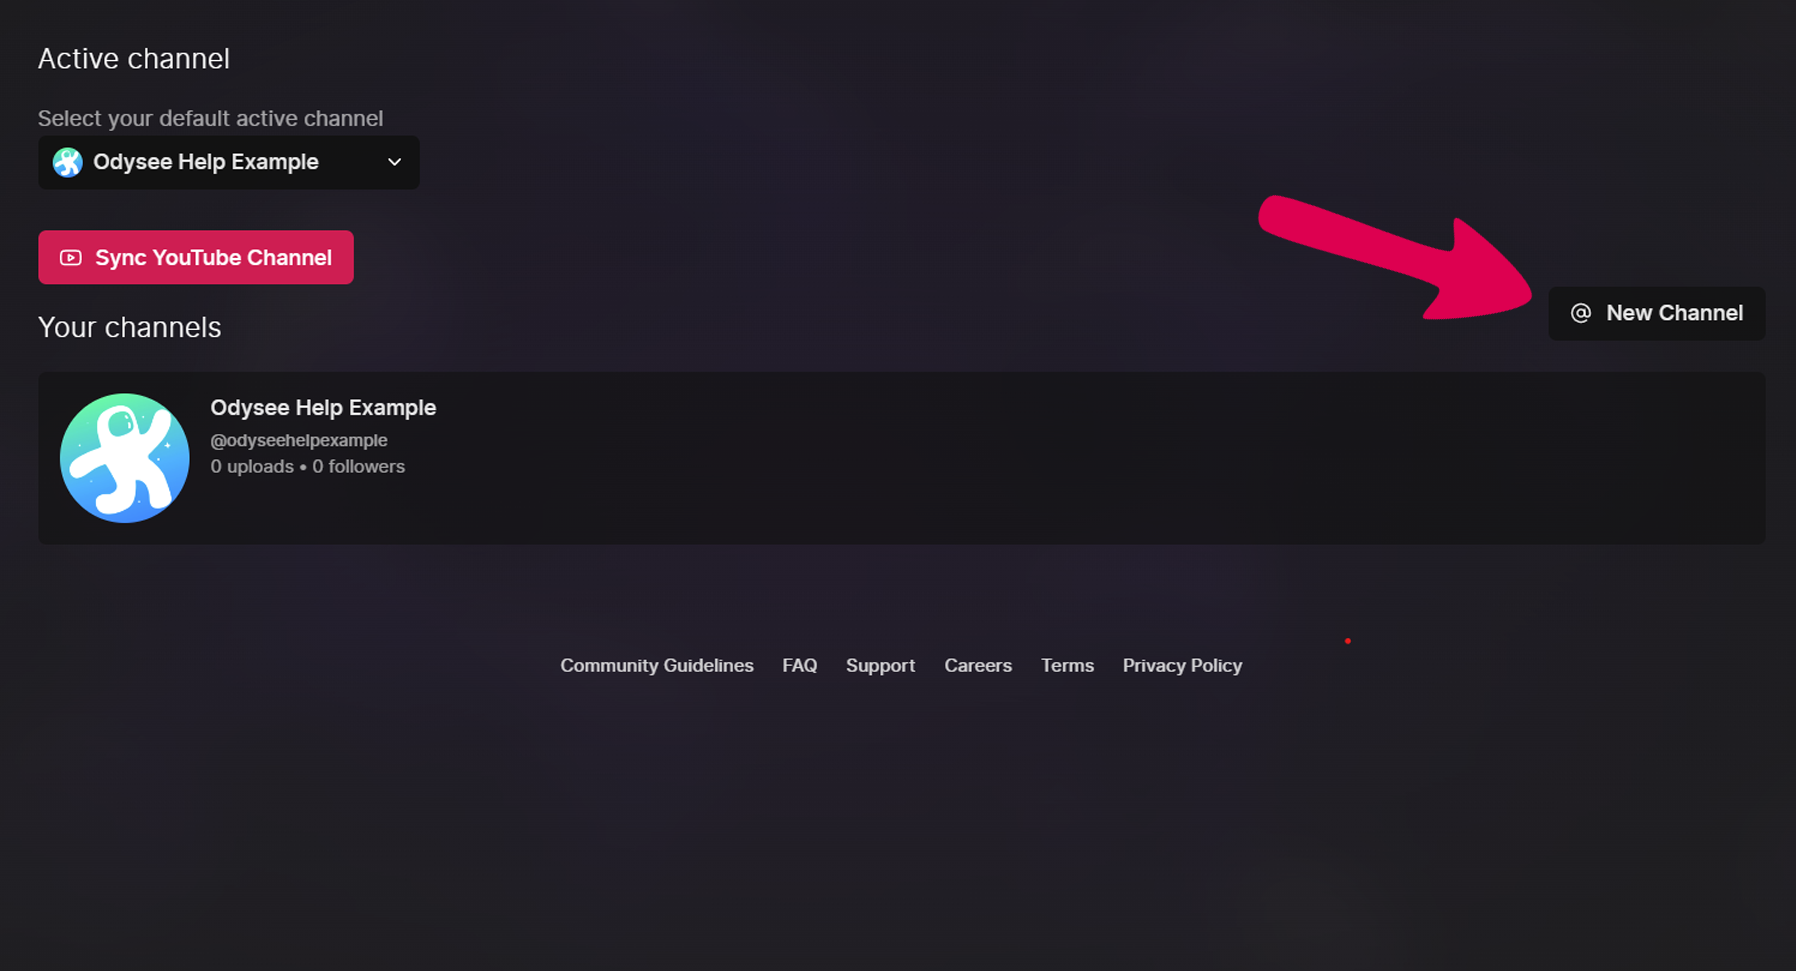 Active channel
Select your default active channel
Odysee Help Example
Sync YouTube Channel
Your channels
@ New Channel
Odysee Help Example
@odyseehelpexample
0 uploads • 0 followers
Community Guidelines FAQ Support Careers Terms Privacy Policy